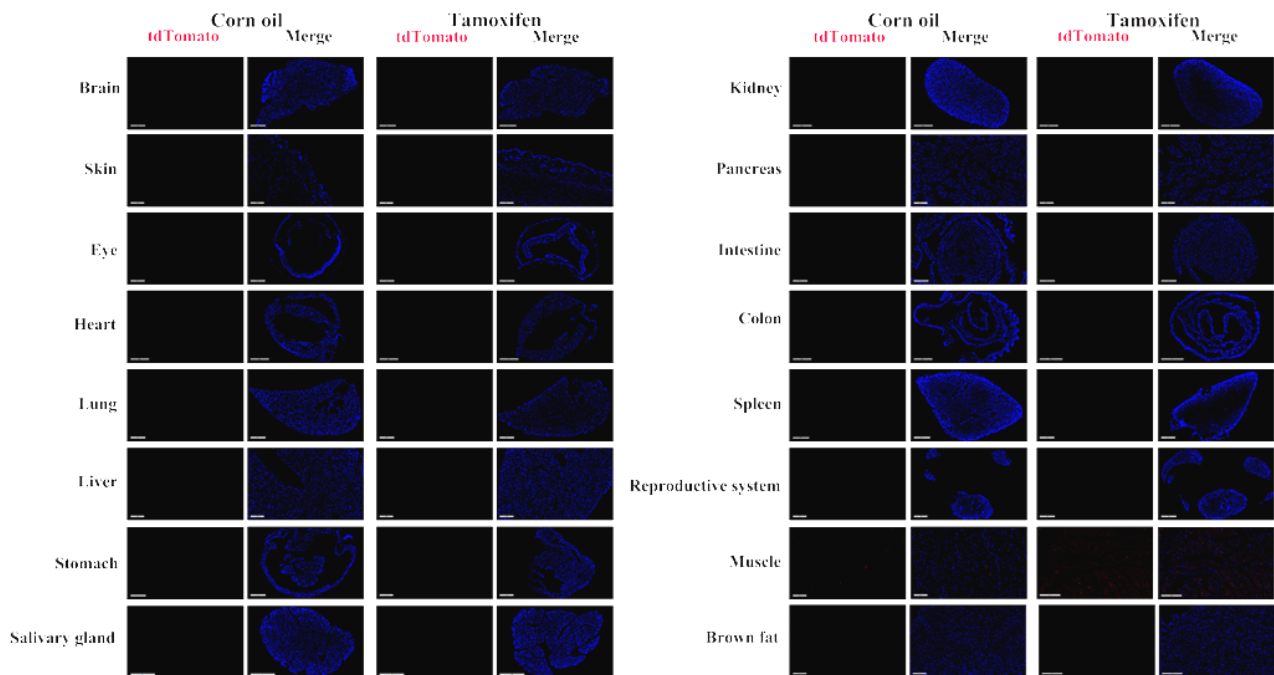 Corn oil Tamoxifen
tdTomato Merge tdTomato Merge
Brain
Skin
Eye
Heart
Lung
Liver
Stomach
Salivary gland
Corn oil Tamoxifen
tdTomato Merge tdTomato Merge
Kidney
Pancreas
Intestine
Colon
Spleen
Reproductive system
Muscle
Brown fat